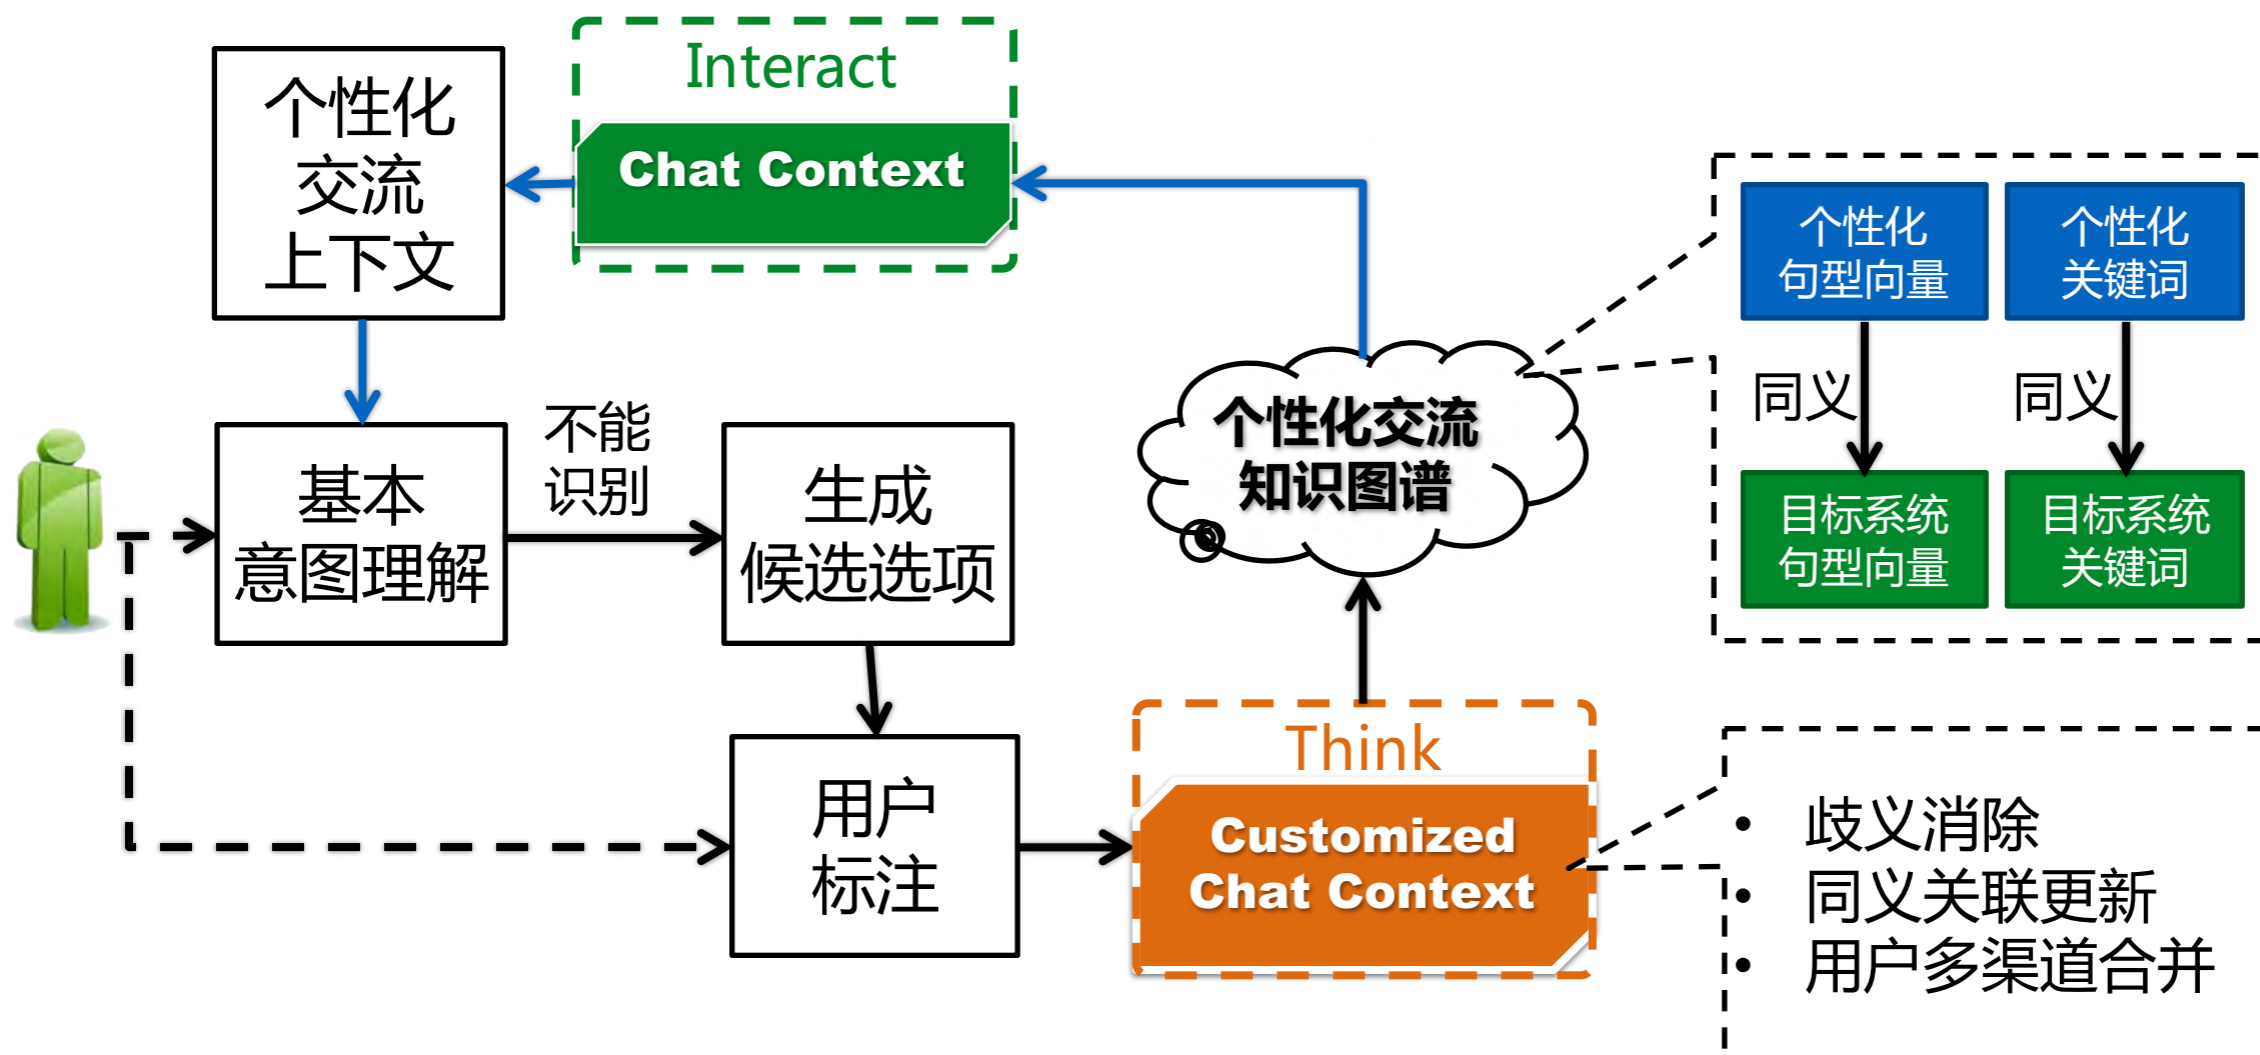 个性化
交流
上下文
Interact
Chat Context
个性化
句型向量
个性化
关键词
同义
同义
目标系统
句型向量
目标系统
关键词
个性化交流
知识图谱
基本
意图理解
不能
识别
生成
候选选项
用户
标注
Think
Customized
Chat Context
• 歧义消除
• 同义关联更新
• 用户多渠道合并